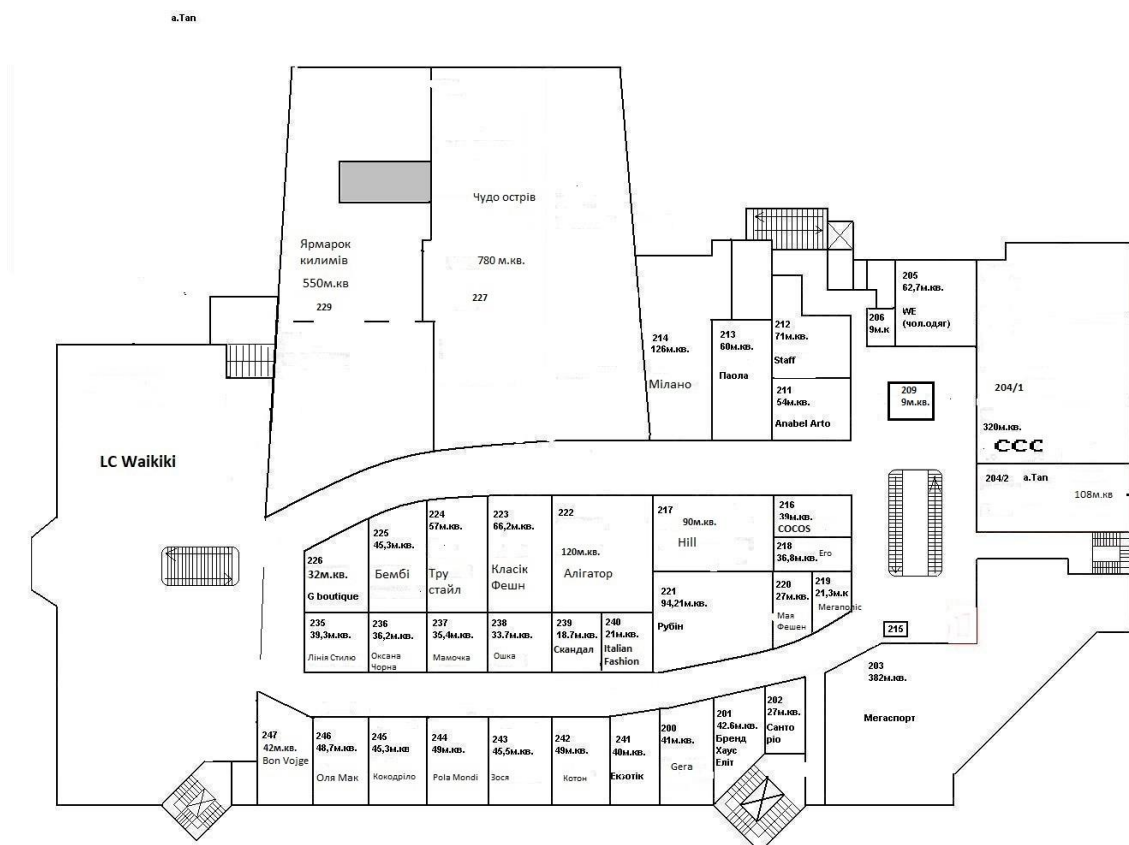 a.Tan
Чудо острів
780 м.кв.
227
Ярмарок
килимів
550м.кв
229
LC Waikiki
214
126м.кв.
Мілано
213
60м.кв.
Паола
212
71м.кв.
Staff
211
54м.кв.
Anabel Arto
206
9м.к
205
62,7м.кв.
WE
(чол.одяг)
209
9м.кв.
204/1
320м.кв.
CCC
204/2 a.Tan
108м.кв
226
32м.кв.
G boutique
225
45,3м.кв.
Бембі
224
57м.кв.
Тру
стайл
223
66,2м.кв.
Класік
Фешн
222
120м.кв.
Алігатор
217
90м.кв.
Hill
216
39м.кв.
COCOS
218
36,8м.кв. Его
221
94,21м.кв.
Рубін
220
27м.кв.
Мая
Фешен
219
21,3м.к
Мегаполіс
215
235
39,3м.кв.
Лінія Стилю
236
36,2м.кв.
Оксана
Чорна
237
35,4м.кв.
Мамочка
238
33.7м.кв.
Ошка
239
18.7м.кв.
Скандал
240
21м.кв.
Italian
Fashion
247
42м.кв.
Bon Vojge
246
48,7м.кв.
Оля Мак
245
45,3м.кв
Кокодріло
244
49м.кв.
Pola Mondi
243
45,5м.кв.
Зося
242
49м.кв.
Котон
241
40м.кв.
Екзотік
200
41м.кв.
Gera
201
42.6м.кв.
Бренд
Хаус
Еліт
202
27м.кв.
Санто
ріо
203
382м.кв.
Мегаспорт